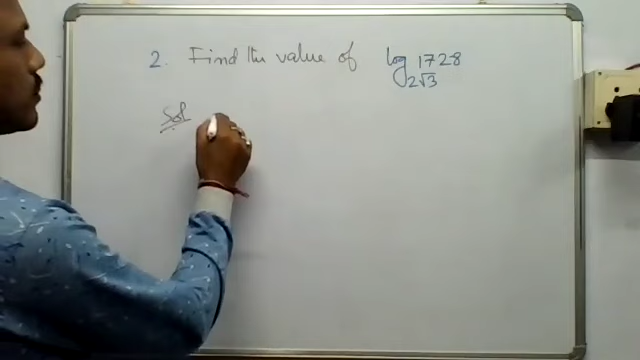 2. Find the value of log 1728
2√3
Sol